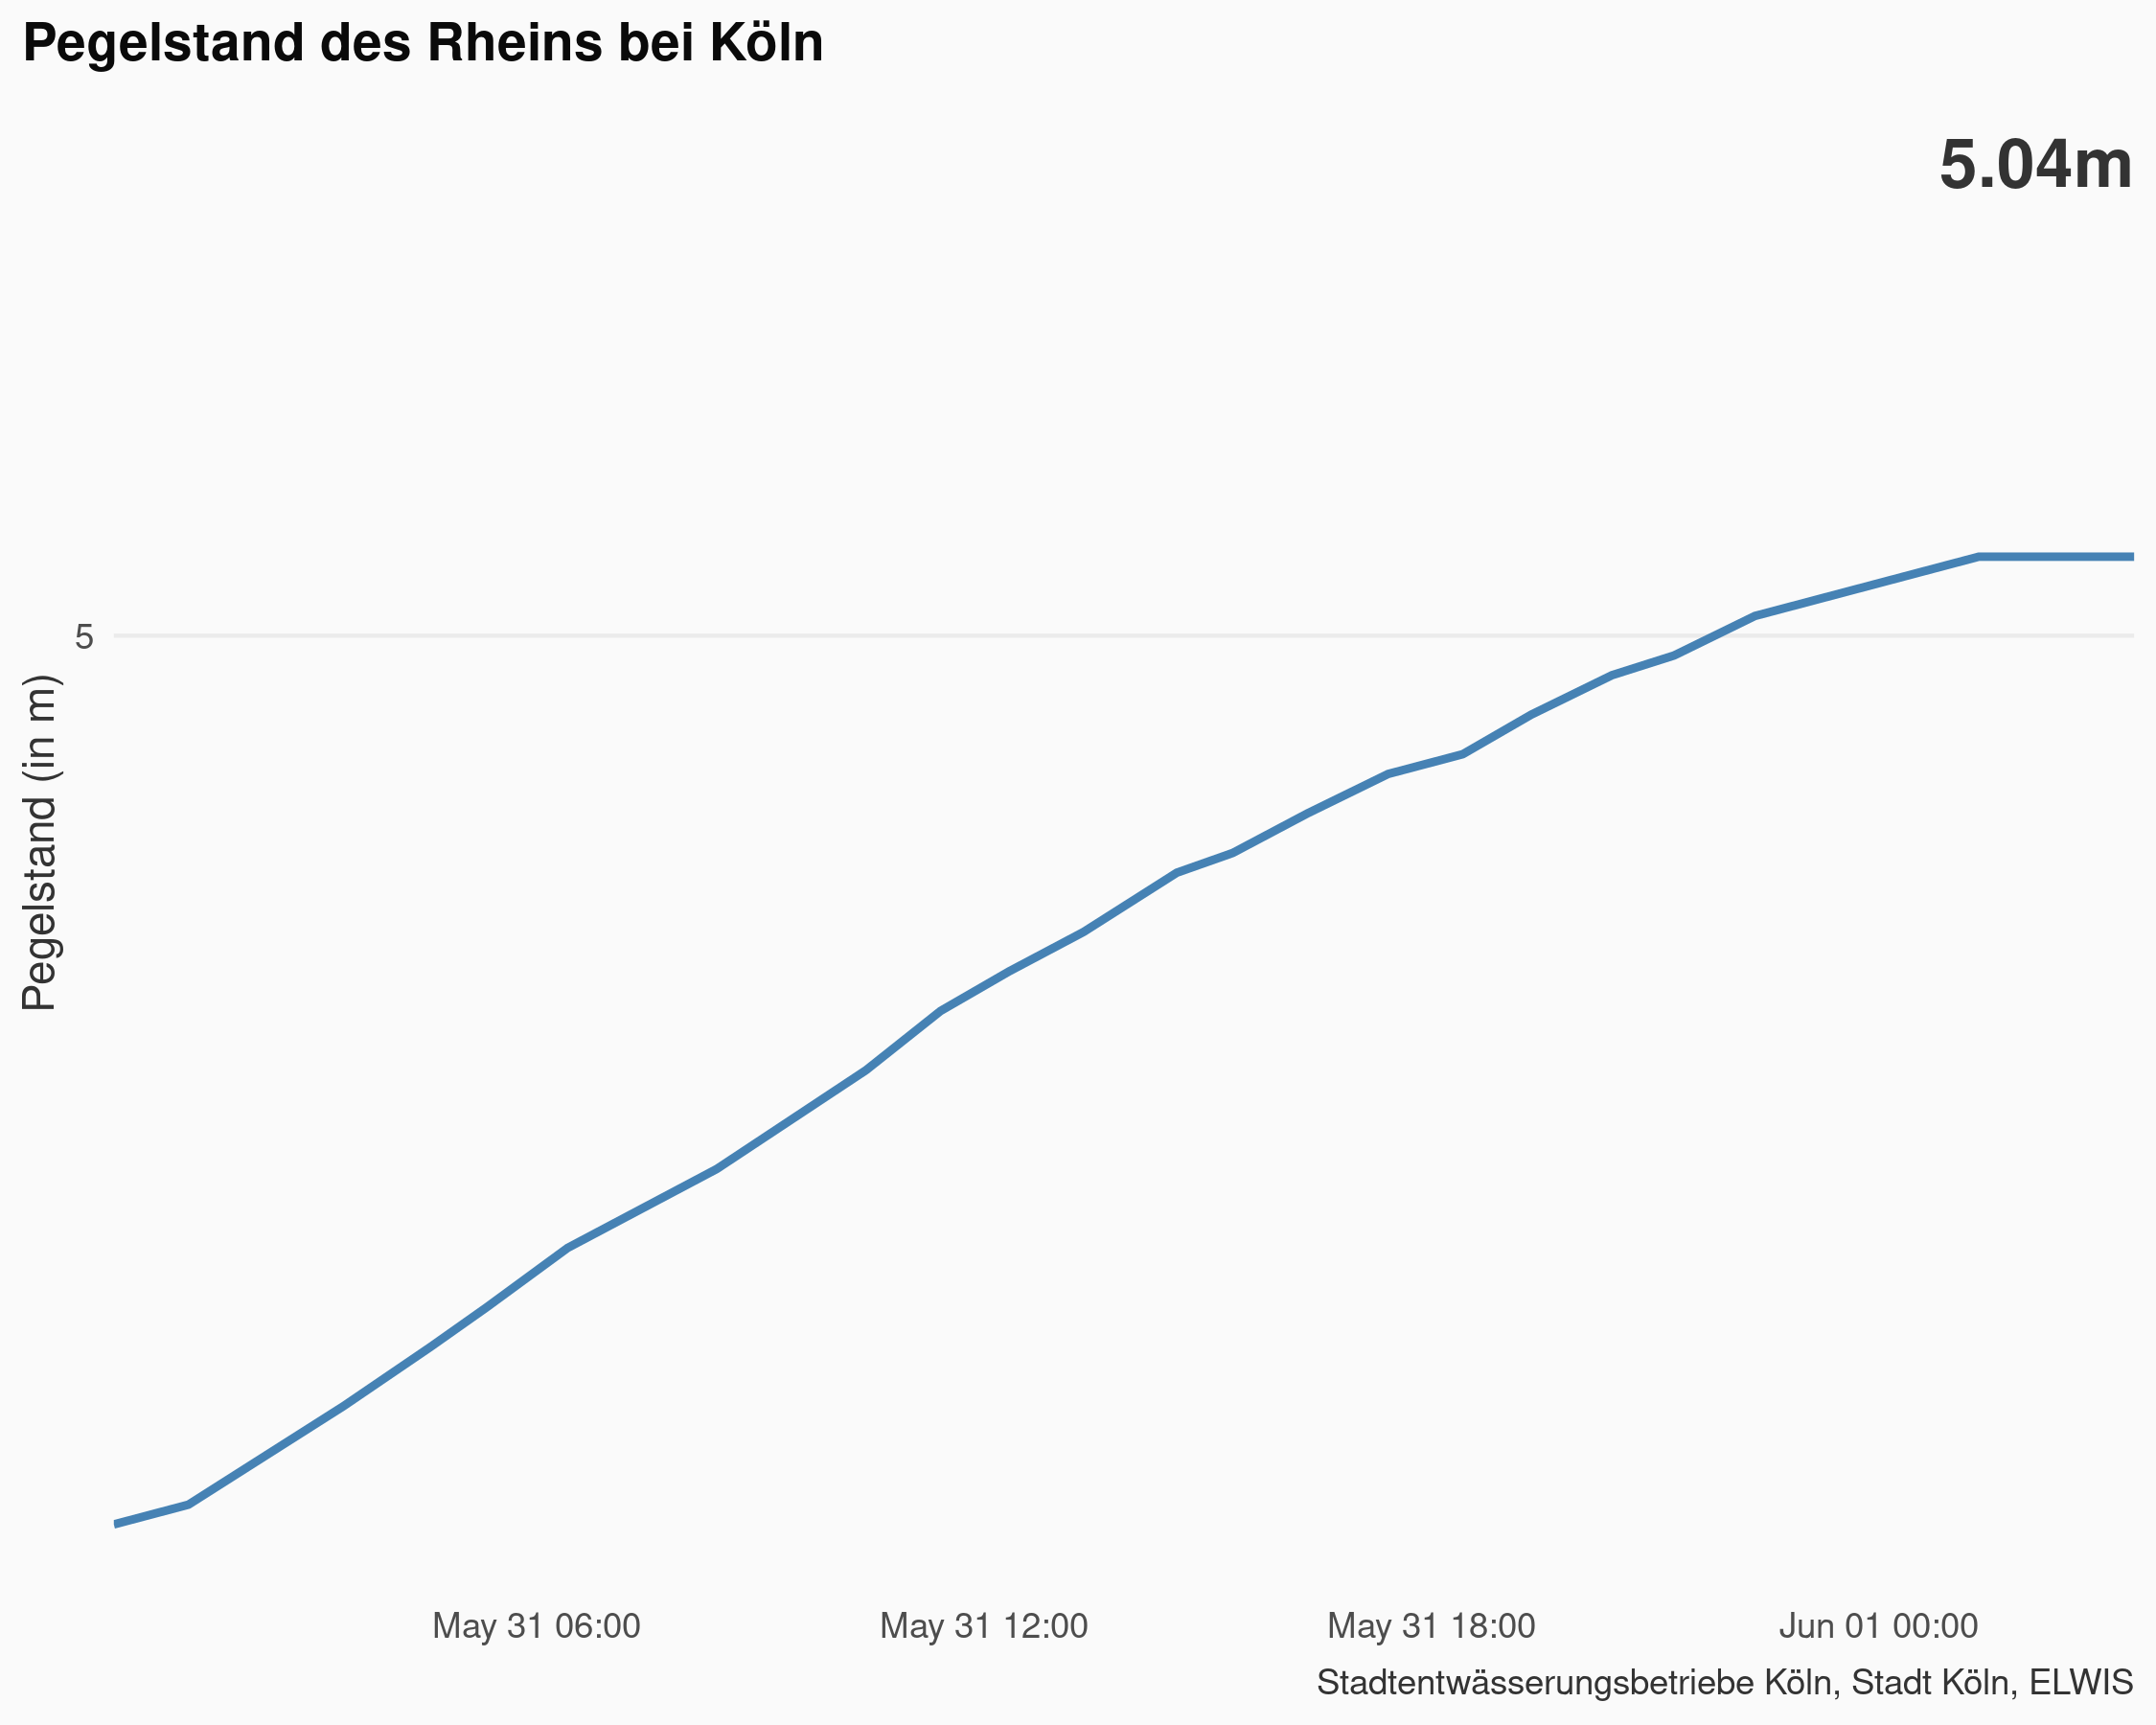 Pegelstand des Rheins bei Köln
5.04m
5
Pegelstand (in m)
May 31 06:00
May 31 12:00
May 31 18:00
Jun 01 00:00
Stadtentwässerungsbetriebe Köln, Stadt Köln, ELWIS